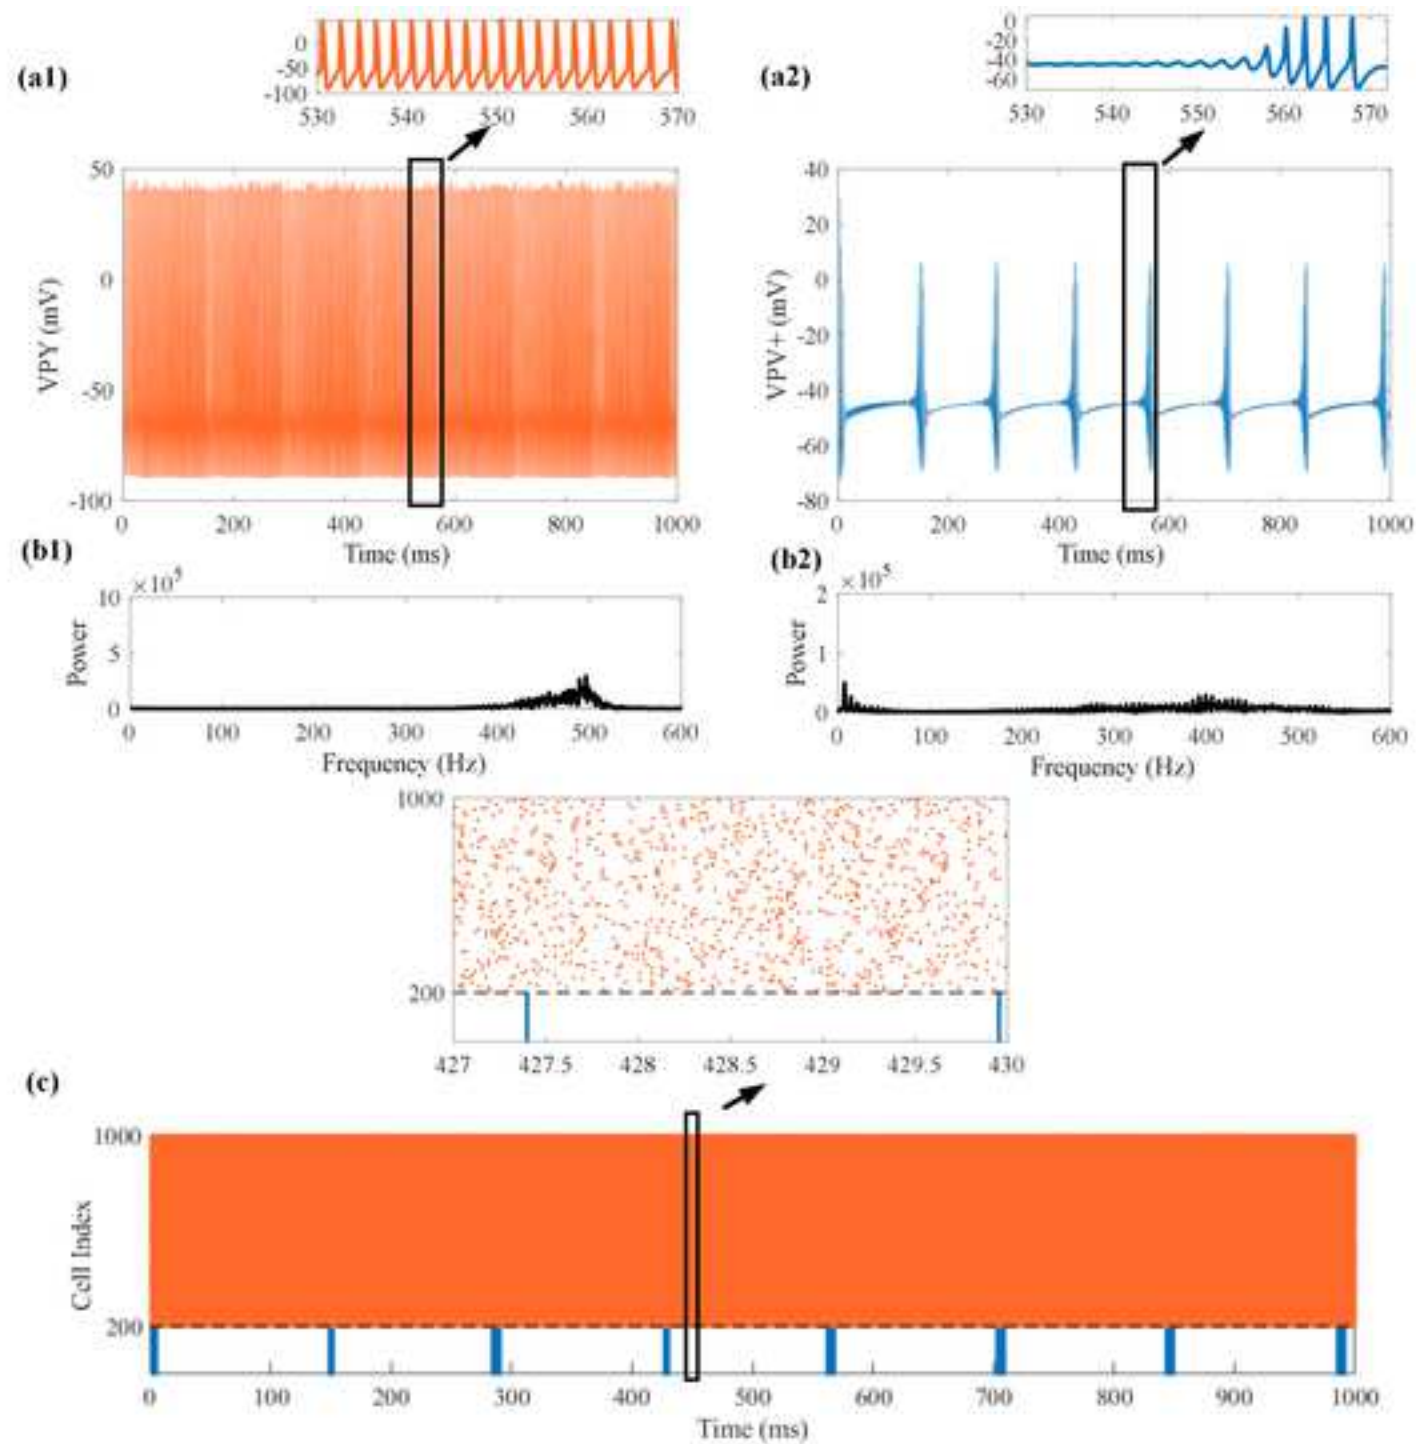 (a1)
0
-50
-100
530 540 550 560 570
50
0
-50
-100
VPY (mV)
0 200 400 600 800 1000
Time (ms)
(a2)
0
-20
-40
-60
530 540 550 560 570
40
20
0
-20
-40
-60
-80
VPV+ (mV)
0 200 400 600 800 1000
Time (ms)
(b1)
×10⁵
10
5
0
Power
0 100 200 300 400 500 600
Frequency (Hz)
(b2)
×10⁵
2
1
0
Power
0 100 200 300 400 500 600
Frequency (Hz)
1000
200
427 427.5 428 428.5 429 429.5 430
(c)
1000
200
Cell Index
0 100 200 300 400 500 600 700 800 900 1000
Time (ms)